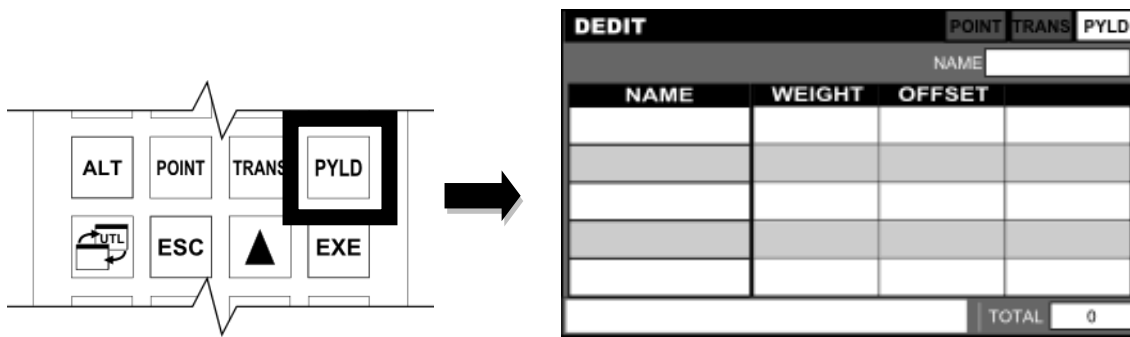 ALT POINT TRANS PYLD
UTL ESC EXE
DEDIT POINT TRANS PYLD
NAME
NAME WEIGHT OFFSET
TOTAL 0